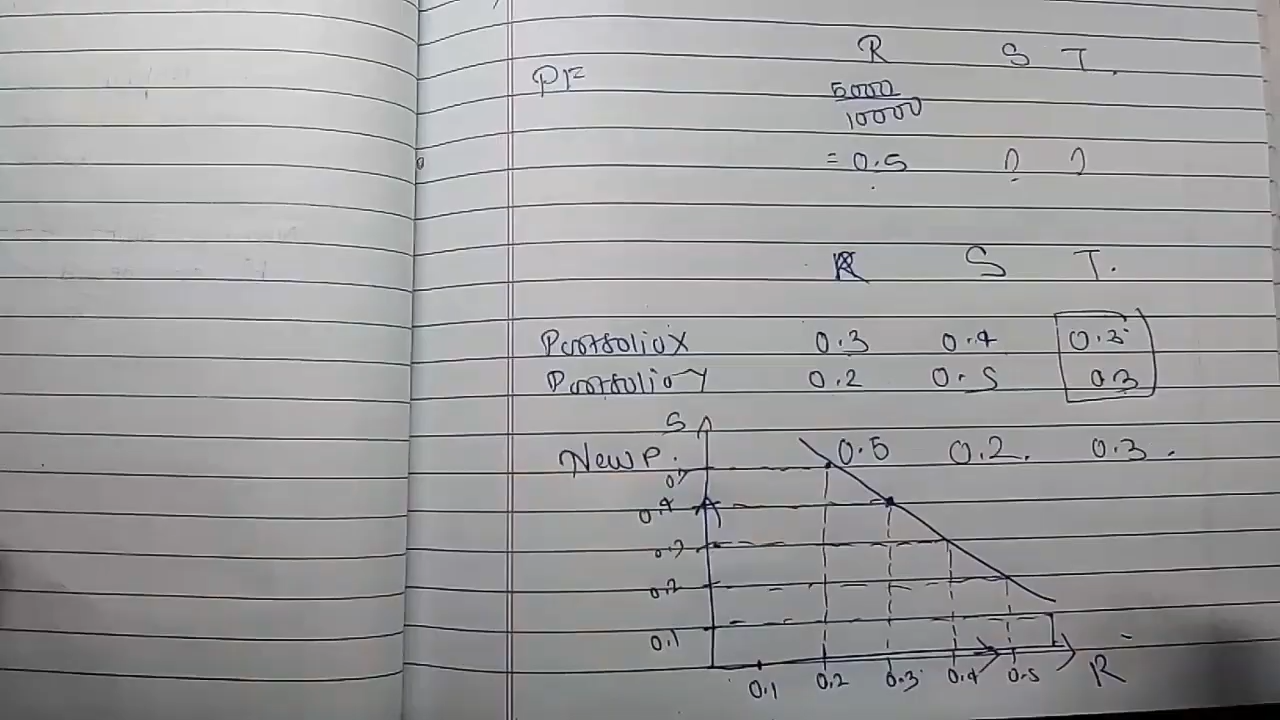 R S T.
PF
50000
100000
= 0.5 ? ?
R S T.
Portfolio X 0.3 0.4 0.3
Portfolio Y 0.2 0.5 0.3
S
New P. 0.5 0.2. 0.3.
0.4
0.3
0.2
0.1
0.1 0.2 0.3 0.4 0.5 R